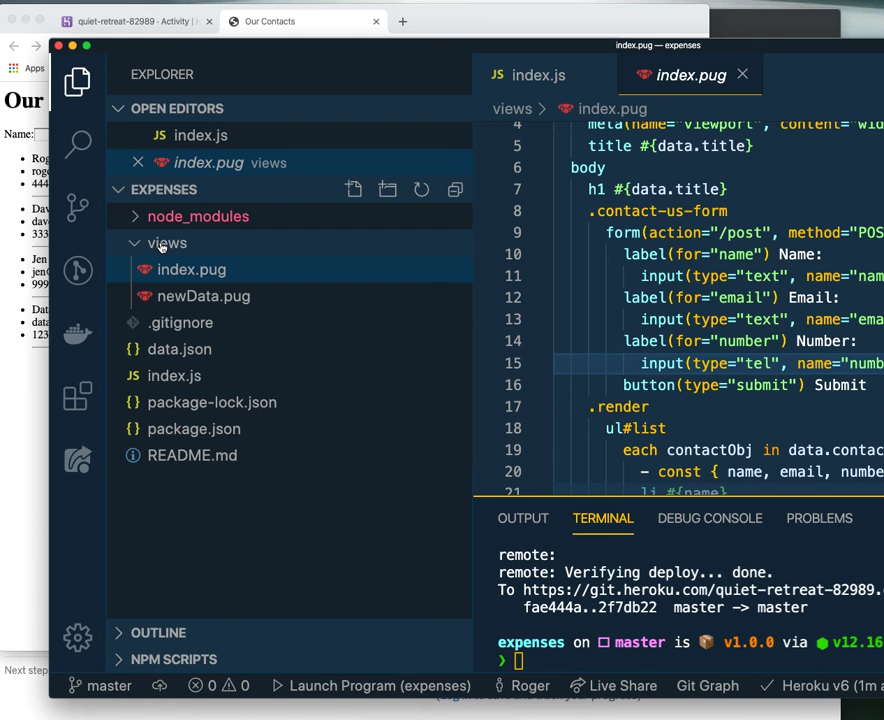 quiet-retreat-82989 · Activity |
Our Contacts
index.pug — expenses
Apps
Our
Name:
Rog
roge
444
Dav
dave
333
Jen
jen@
999
Data
data
123
Next step
EXPLORER
OPEN EDITORS
JS index.js
index.pug views
EXPENSES
node_modules
views
index.pug
newData.pug
.gitignore
{} data.json
JS index.js
{} package-lock.json
{} package.json
README.md
OUTLINE
NPM SCRIPTS
JS index.js
index.pug
views > index.pug
4 meta(name="viewport", content="wid
5 title #{data.title}
6 body
7 h1 #{data.title}
8 .contact-us-form
9 form(action="/post", method="POS
10 label(for="name") Name:
11 input(type="text", name="nam
12 label(for="email") Email:
13 input(type="text", name="ema
14 label(for="number") Number:
15 input(type="tel", name="numb
16 button(type="submit") Submit
17 .render
18 ul#list
19 each contactObj in data.contac
20 - const { name, email, numbe
21 li #{name}
OUTPUT TERMINAL DEBUG CONSOLE PROBLEMS
remote:
remote: Verifying deploy... done.
To https://git.heroku.com/quiet-retreat-82989.
fae444a..2f7db22 master -> master
expenses on master is v1.0.0 via v12.16
❯
master 0 0 Launch Program (expenses) Roger Live Share Git Graph Heroku v6 (1m a